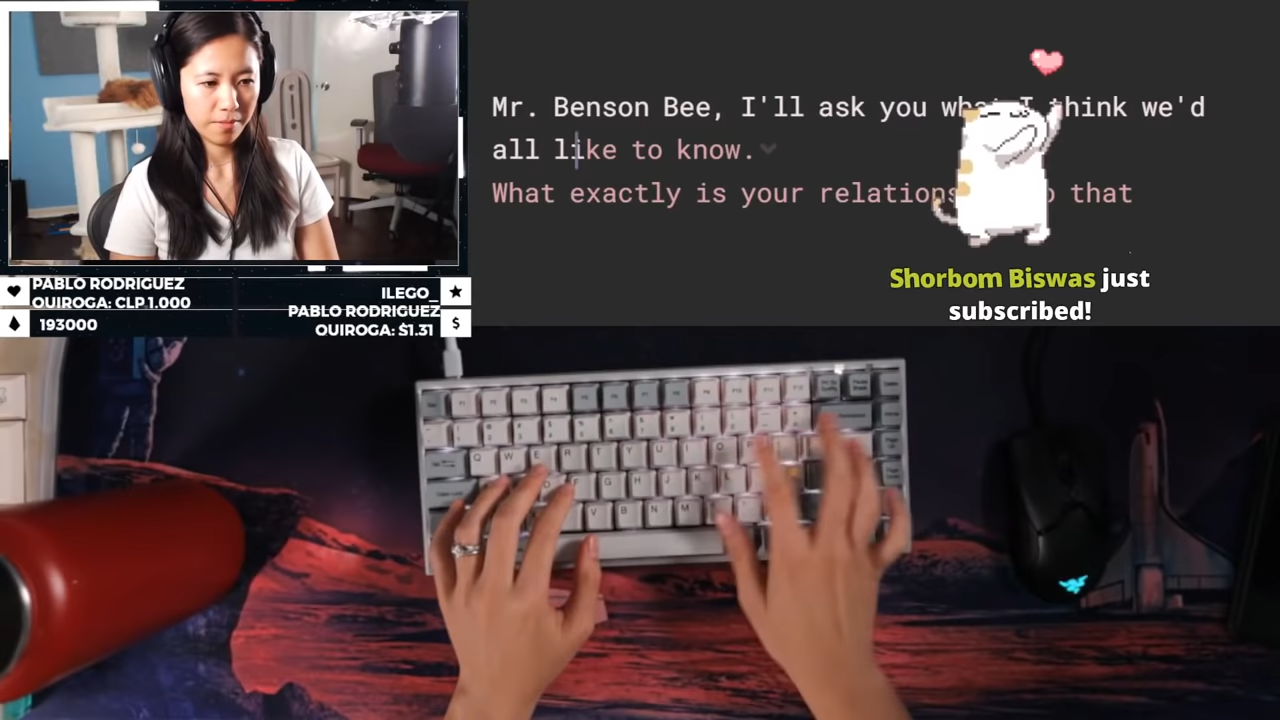 Mr. Benson Bee, I'll ask you what I think we'd
all like to know.
What exactly is your relations that
Shorbom Biswas just
subscribed!
PABLO RODRIGUEZ
QUIROGA: CLP 1.000
193000
ILEGO_
PABLO RODRIGUEZ
QUIROGA: $1.31
Q W E R T Y U I O P
D F G H J K L
V B N M